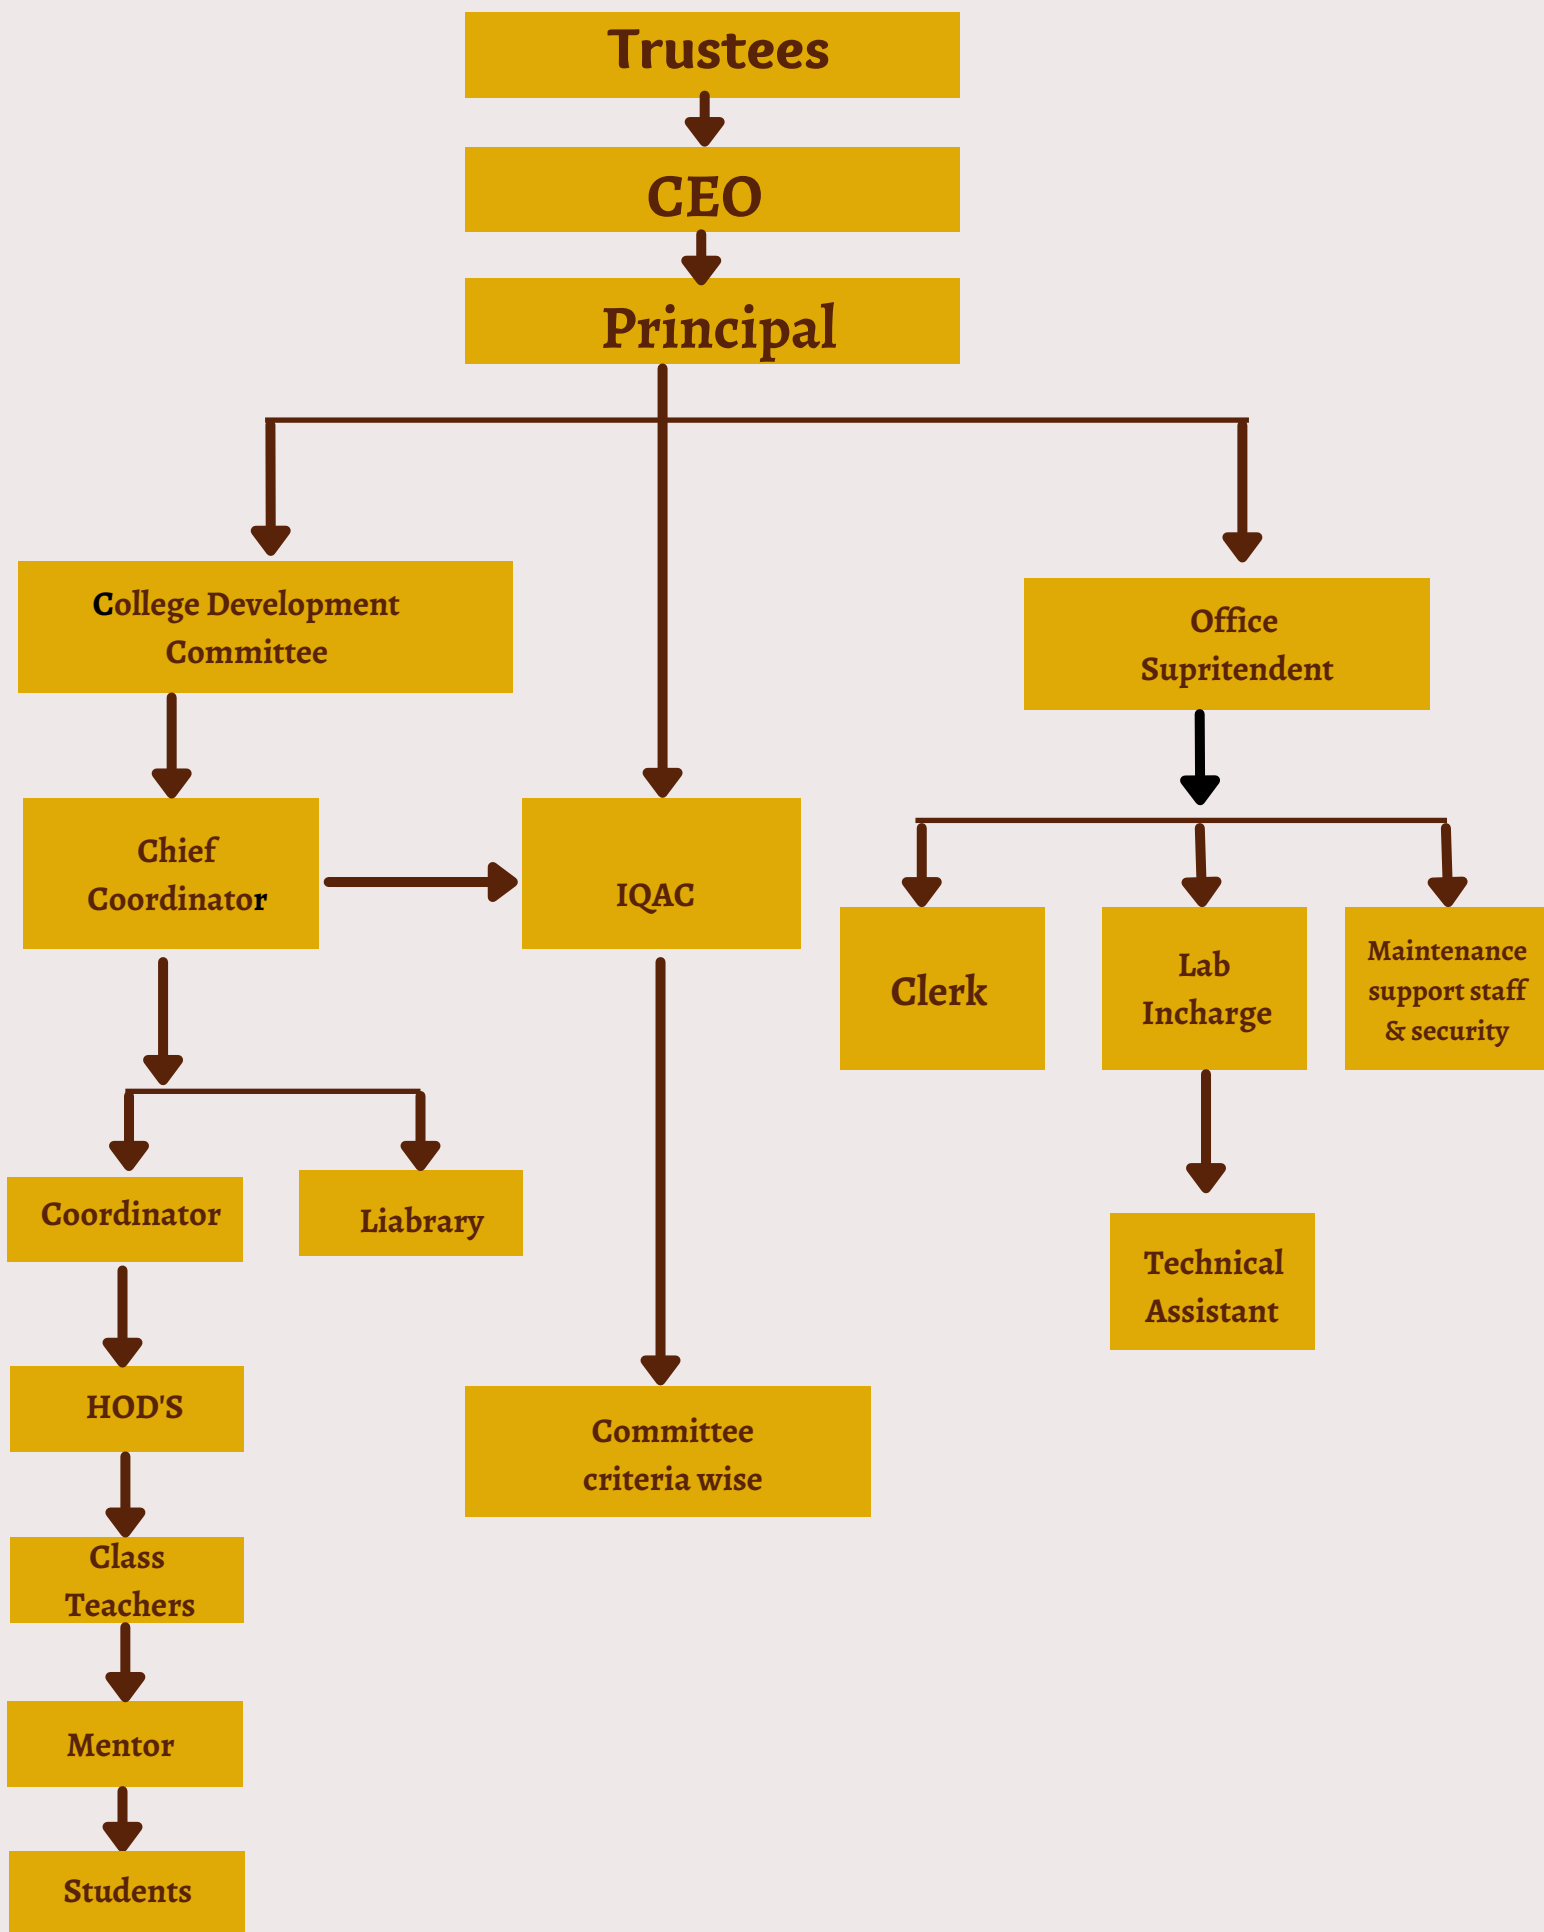 Trustees
CEO
Principal
College Development
Committee
Office
Supritendent
Chief
Coordinator
IQAC
Clerk
Lab
Incharge
Maintenance
support staff
& security
Coordinator
Liabrary
Technical
Assistant
HOD'S
Committee
criteria wise
Class
Teachers
Mentor
Students